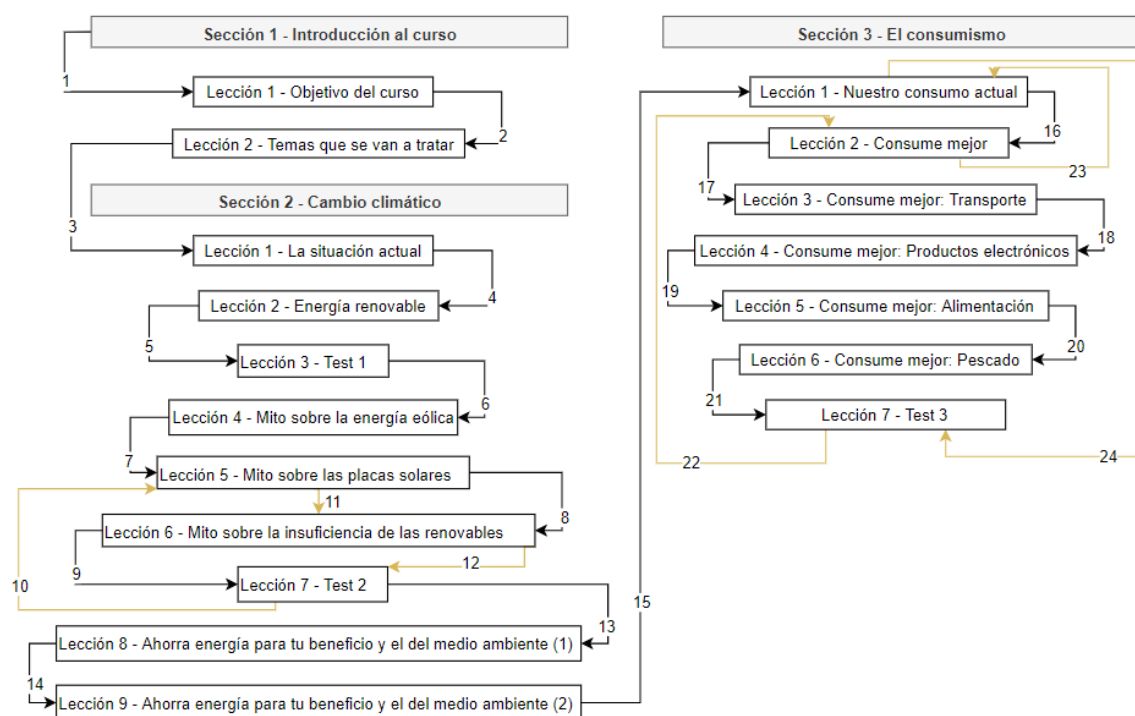 Sección 1 - Introducción al curso
1
Lección 1 - Objetivo del curso
2
Lección 2 - Temas que se van a tratar
3
Sección 2 - Cambio climático
Lección 1 - La situación actual
4
Lección 2 - Energía renovable
5
Lección 3 - Test 1
6
Lección 4 - Mito sobre la energía eólica
7
Lección 5 - Mito sobre las placas solares
11
8
Lección 6 - Mito sobre la insuficiencia de las renovables
12
9
10
Lección 7 - Test 2
13
Lección 8 - Ahorra energía para tu beneficio y el del medio ambiente (1)
14
Lección 9 - Ahorra energía para tu beneficio y el del medio ambiente (2)
15
Sección 3 - El consumismo
Lección 1 - Nuestro consumo actual
16
Lección 2 - Consume mejor
23
17
Lección 3 - Consume mejor: Transporte
18
Lección 4 - Consume mejor: Productos electrónicos
19
Lección 5 - Consume mejor: Alimentación
20
Lección 6 - Consume mejor: Pescado
21
Lección 7 - Test 3
22
24